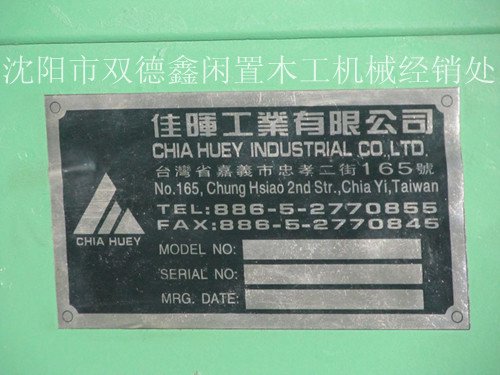 沈阳市双德鑫闲置木工机械经销处
佳暉工業有限公司
CHIA HUEY INDUSTRIAL CO.,LTD.
台灣省嘉義市忠孝二街165號
No.165, Chung Hsiao 2nd Str.,Chia Yi,Taiwan
TEL:886-5-2770855
FAX:886-5-2770845
CHIA HUEY
MODEL NO:
SERIAL NO:
MRG. DATE: